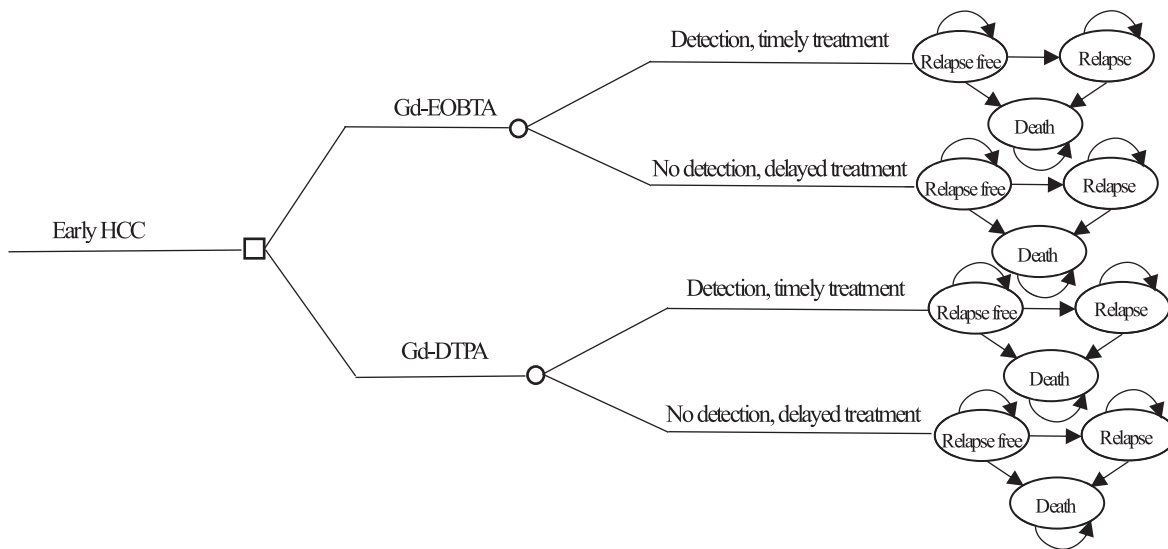 Detection, timely treatment
Relapse free
Relapse
Gd-EOBTA
Death
No detection, delayed treatment
Relapse free
Relapse
Early HCC
Death
Detection, timely treatment
Relapse free
Relapse
Gd-DTPA
Death
No detection, delayed treatment
Relapse free
Relapse
Death